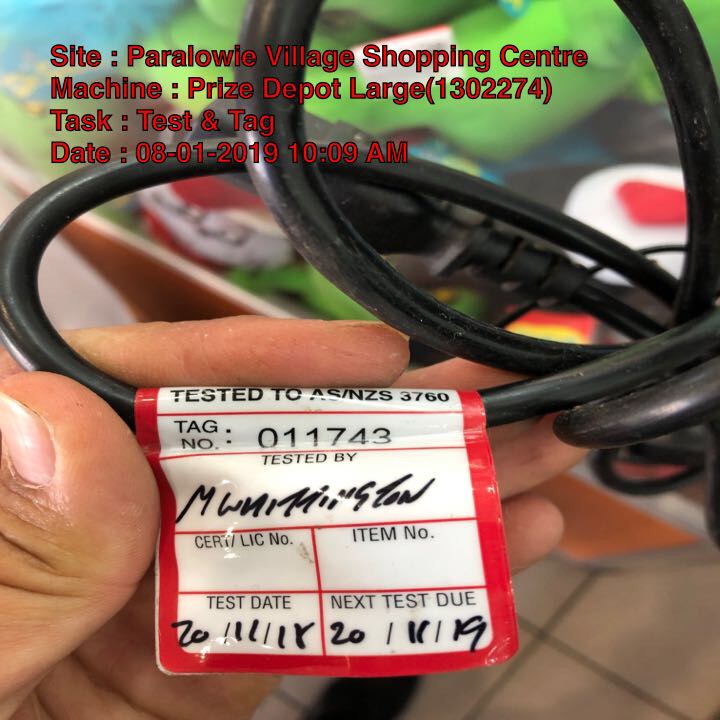 Site : Paralowie Village Shopping Centre
Machine : Prize Depot Large(1302274)
Task : Test & Tag
Date : 08-01-2019 10:09 AM
TESTED TO AS/NZS 3760
TAG NO. : 011743
TESTED BY
M Whithington
CERT/ LIC No. ITEM No.
TEST DATE NEXT TEST DUE
20/11/18 20/11/19